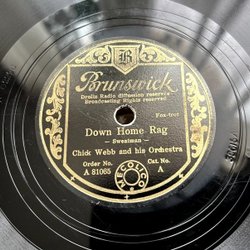 B
Brunswick
Droits Radio diffusion reservés
Broadcasting Rights reserved
Fox-trot
Down Home Rag
— Sweatman —
Chick Webb and his Orchestra
Order No.
Cat. No.
A 81065
A